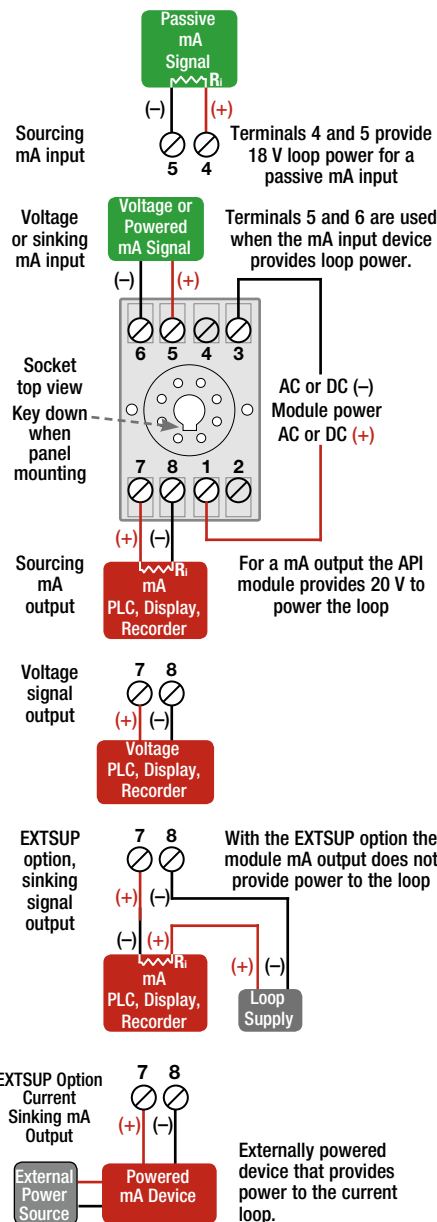 Passive
mA
Signal
Ri
(–) (+)
Sourcing
mA input
5 4
Terminals 4 and 5 provide
18 V loop power for a
passive mA input
Voltage
or sinking
mA input
Voltage or
Powered
mA Signal
Terminals 5 and 6 are used
when the mA input device
provides loop power.
(–) (+)
6 5 4 3
Socket
top view
Key down
when
panel
mounting
AC or DC (–)
Module power
AC or DC (+)
7 8 1 2
(+) (–)
Sourcing
mA
output
Ri
mA
PLC, Display,
Recorder
For a mA output the API
module provides 20 V to
power the loop
Voltage
signal
output
7 8
(+) (–)
Voltage
PLC, Display,
Recorder
EXTSUP
option,
sinking
signal
output
7 8
With the EXTSUP option the
module mA output does not
provide power to the loop
(+) (–)
(–) (+)
Ri
mA
PLC, Display,
Recorder
(+) (–)
Loop
Supply
EXTSUP Option
Current
Sinking mA
Output
7 8
(+) (–)
External
Power
Source
Powered
mA Device
Externally powered
device that provides
power to the current
loop.